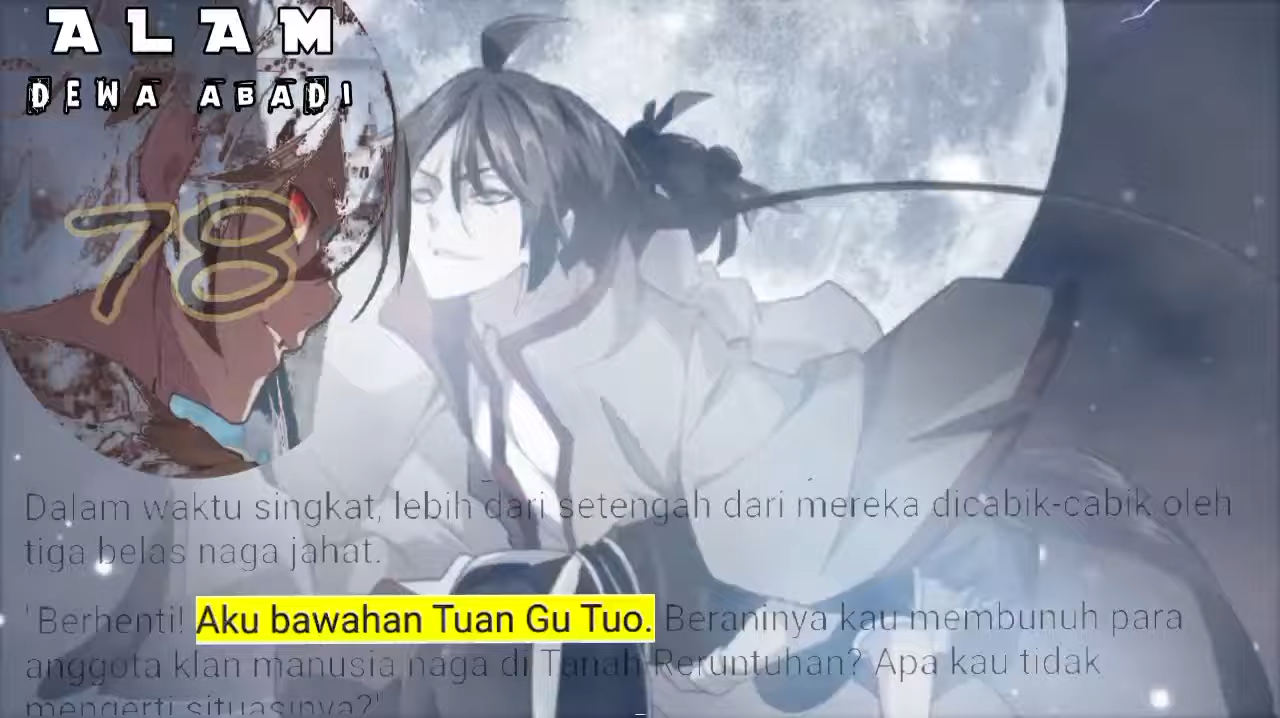 ALAM
DEWA ABADI
78
Dalam waktu singkat, lebih dari setengah dari mereka dicabik-cabik oleh
tiga belas naga jahat.
'Berhenti! Aku bawahan Tuan Gu Tuo. Beraninya kau membunuh para
anggota klan manusia naga di Tanah Reruntuhan? Apa kau tidak
mengerti situasinya?'